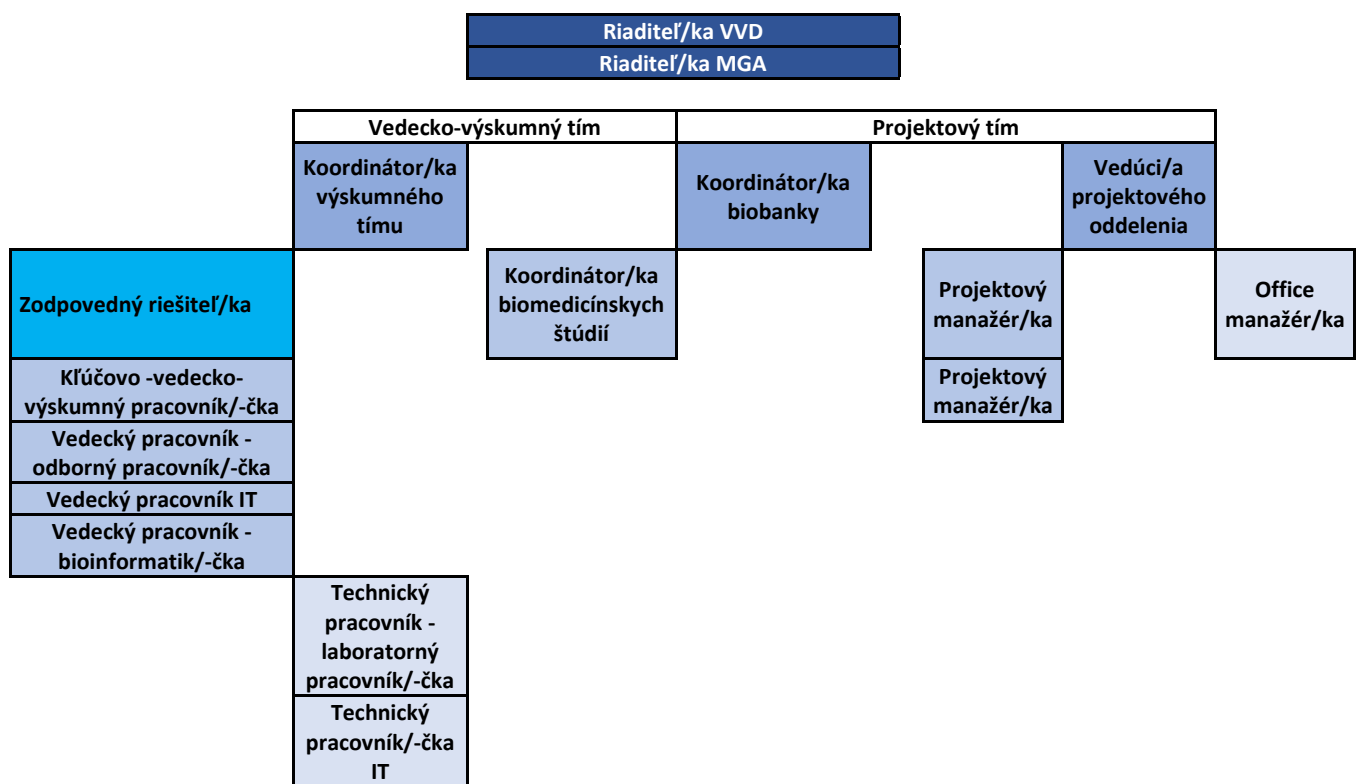 Riaditeľ/ka VVD
Riaditeľ/ka MGA
Vedecko-výskumný tím
Projektový tím
Koordinátor/ka
výskumného
tímu
Koordinátor/ka
biobanky
Vedúci/a
projektového
oddelenia
Zodpovedný riešiteľ/ka
Koordinátor/ka
biomedicínskych
štúdií
Projektový
manažér/ka
Office
manažér/ka
Kľúčovo -vedecko-
výskumný pracovník/-čka
Projektový
manažér/ka
Vedecký pracovník -
odborný pracovník/-čka
Vedecký pracovník IT
Vedecký pracovník -
bioinformatik/-čka
Technický
pracovník -
laboratorný
pracovník/-čka
Technický
pracovník/-čka
IT